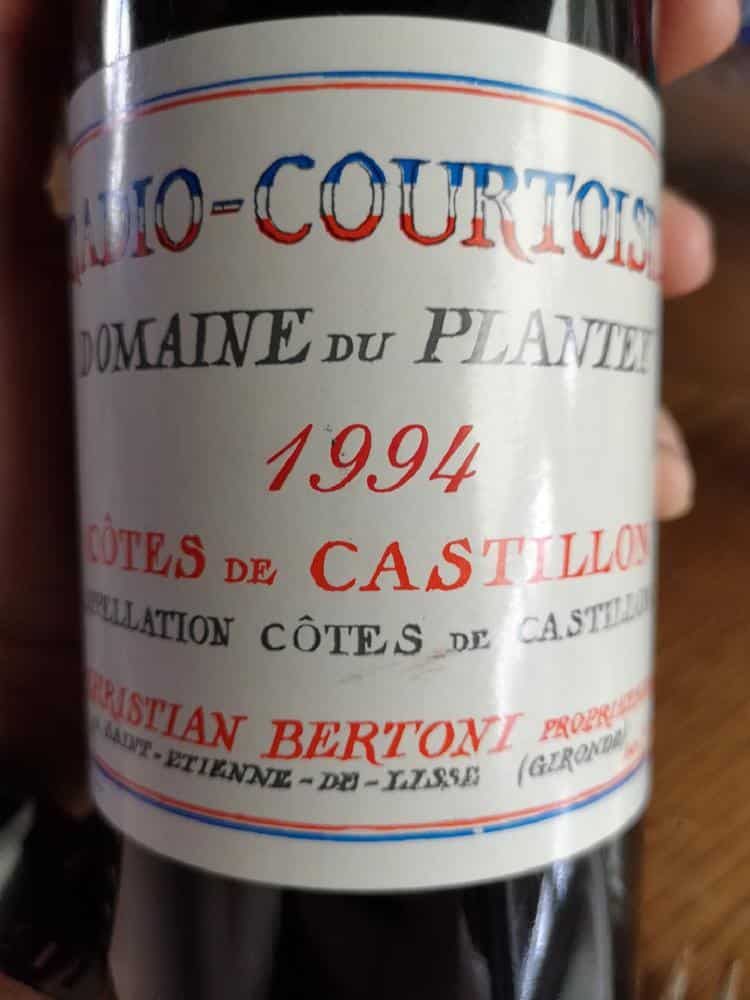 RADIO-COURTOISIE
DOMAINE DU PLANTEY
1994
CÔTES DE CASTILLON
APPELLATION CÔTES DE CASTILLON
CHRISTIAN BERTONI PROPRIÉTAIRE
À SAINT-ETIENNE-DE-LISSE (GIRONDE)